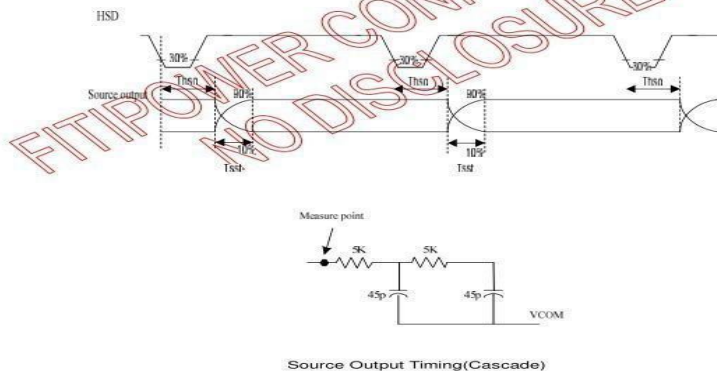 HSD
30% 30% 30%
Thsn Thsn Thsn
Source output 90% 90%
10% 10%
Tsst Tsst
FITIPOWER CON
NO DISCLOSURE
Measure point
5K 5K
45p 45p
VCOM
Source Output Timing(Cascade)